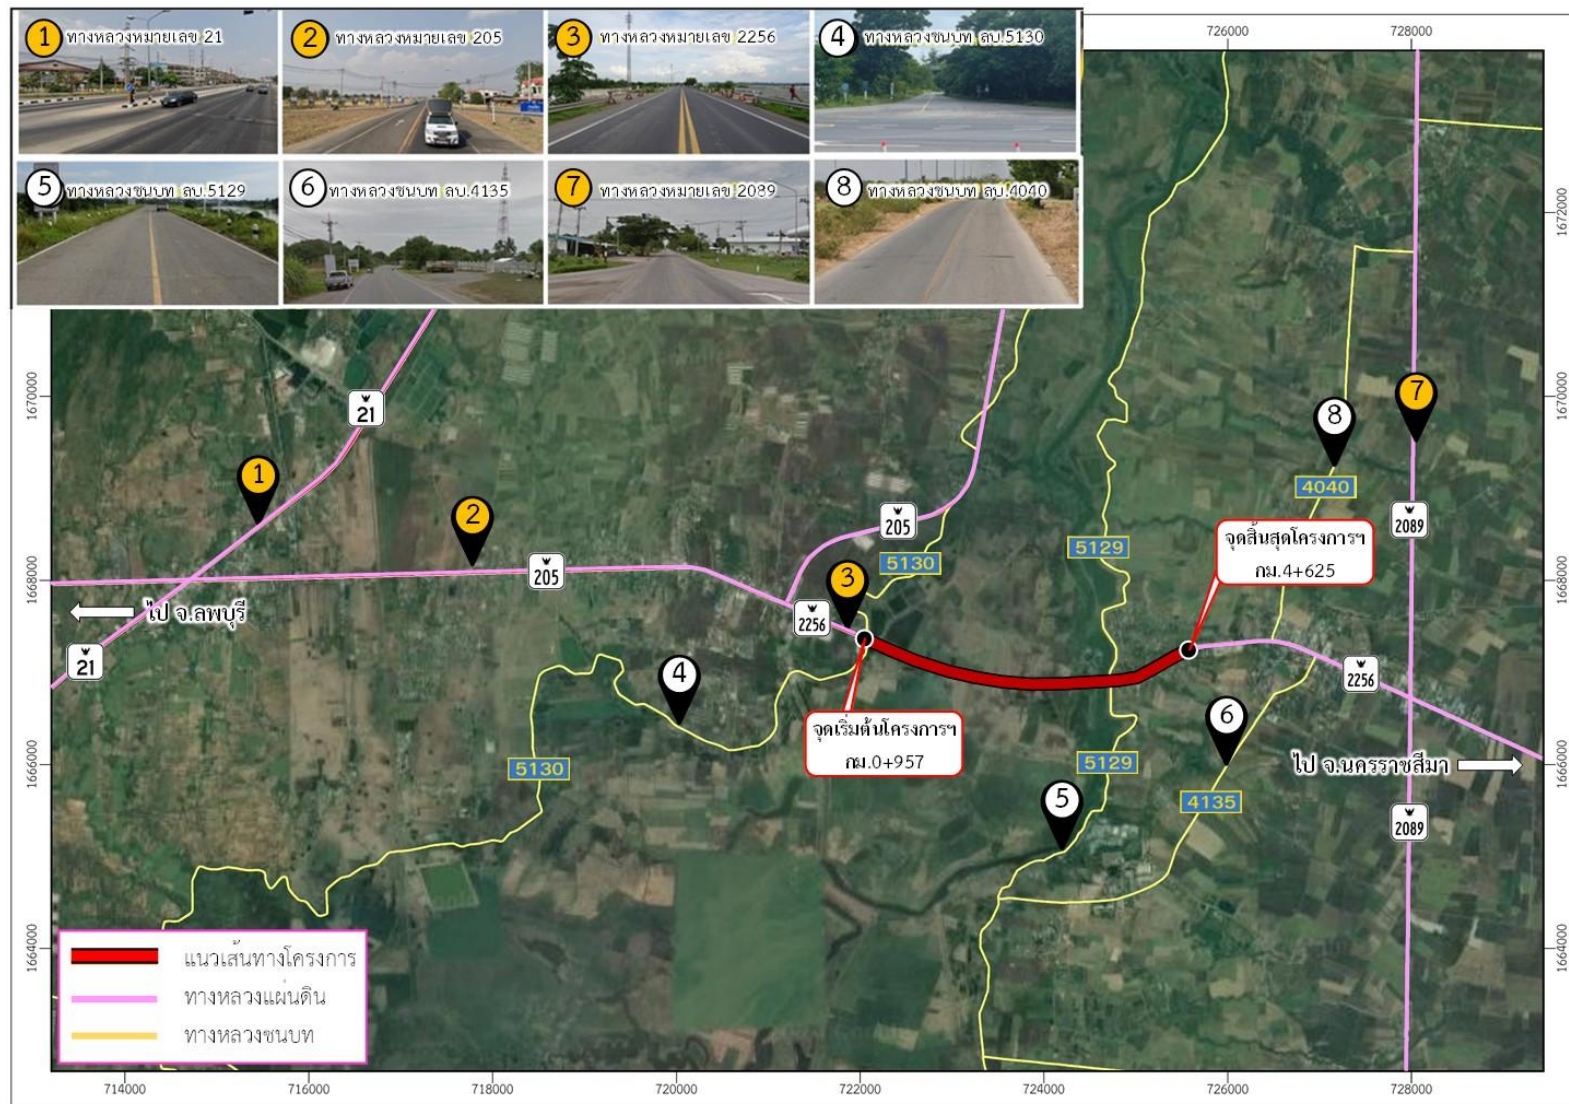 1 ทางหลวงหมายเลข 21
2 ทางหลวงหมายเลข 205
3 ทางหลวงหมายเลข 2256
4 ทางหลวงชนบท ลบ.5130
5 ทางหลวงชนบท ลบ.5129
6 ทางหลวงชนบท ลบ.4135
7 ทางหลวงหมายเลข 2089
8 ทางหลวงชนบท ลบ.4040
726000 728000
1672000
1670000 1670000
21
7
8
1
4040
2
205
2089
5129
จุดสิ้นสุดโครงการฯ
กม.4+625
5130
3
1668000 205 1668000
ไป จ.ลพบุรี
2256
21
4
2256
6
จุดเริ่มต้นโครงการฯ
กม.0+957
1666000 5130 5129 1666000
ไป จ.นครราชสีมา
5
4135
2089
1664000 1664000
แนวเส้นทางโครงการ
ทางหลวงแผ่นดิน
ทางหลวงชนบท
714000 716000 718000 720000 722000 724000 726000 728000